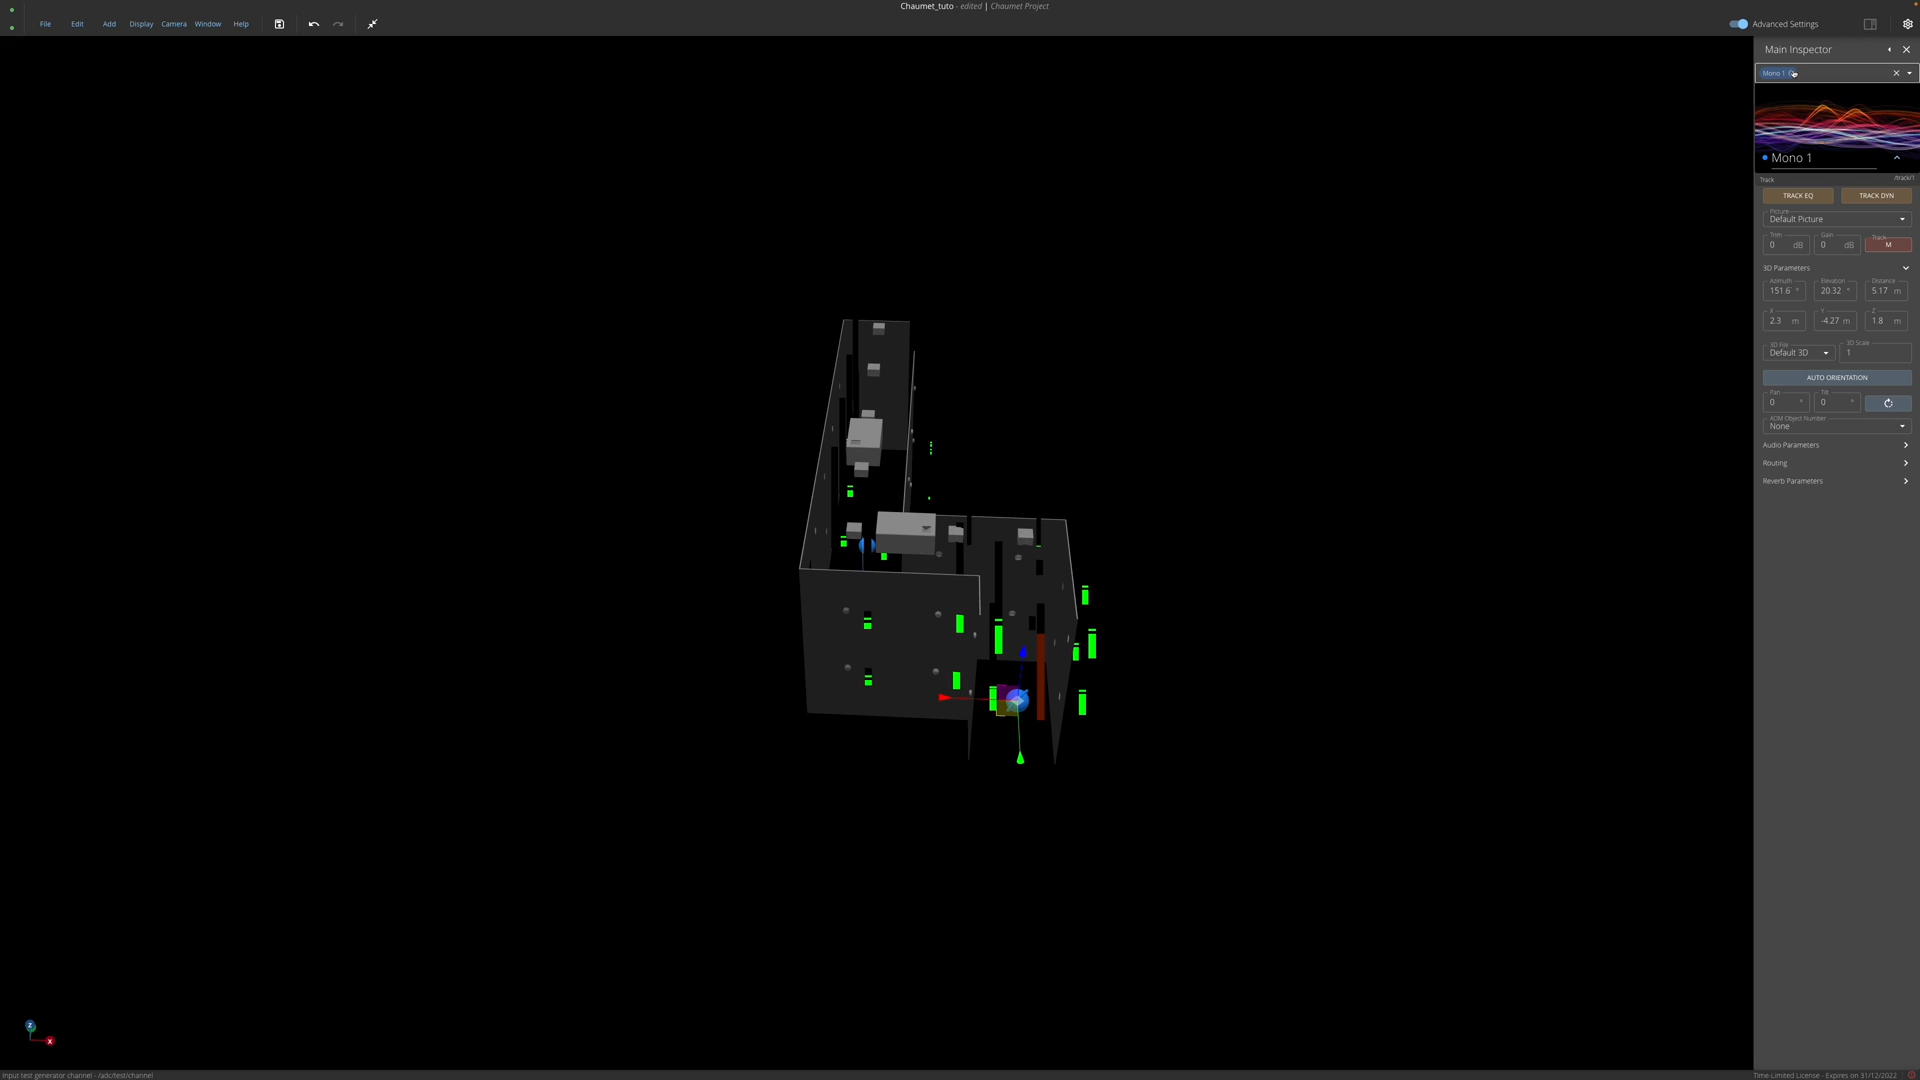 Chaumet_tuto - edited | Chaumet Project
File Edit Add Display Camera Window Help
Advanced Settings
Main Inspector
Mono 1
Mono 1
Track /track/1
TRACK EQ TRACK DYN
Picture
Default Picture
Trim Gain Track
0 dB 0 dB M
3D Parameters
Azimuth Elevation Distance
151.6 ° 20.32 ° 5.17 m
X Y Z
2.3 m -4.27 m 1.8 m
3D File 3D Scale
Default 3D 1
AUTO ORIENTATION
Pan Tilt
0 ° 0 °
ADM Object Number
None
Audio Parameters
Routing
Reverb Parameters
Z
X
Input test generator channel - /adc/test/channel
Time-Limited License - Expires on 31/12/2022